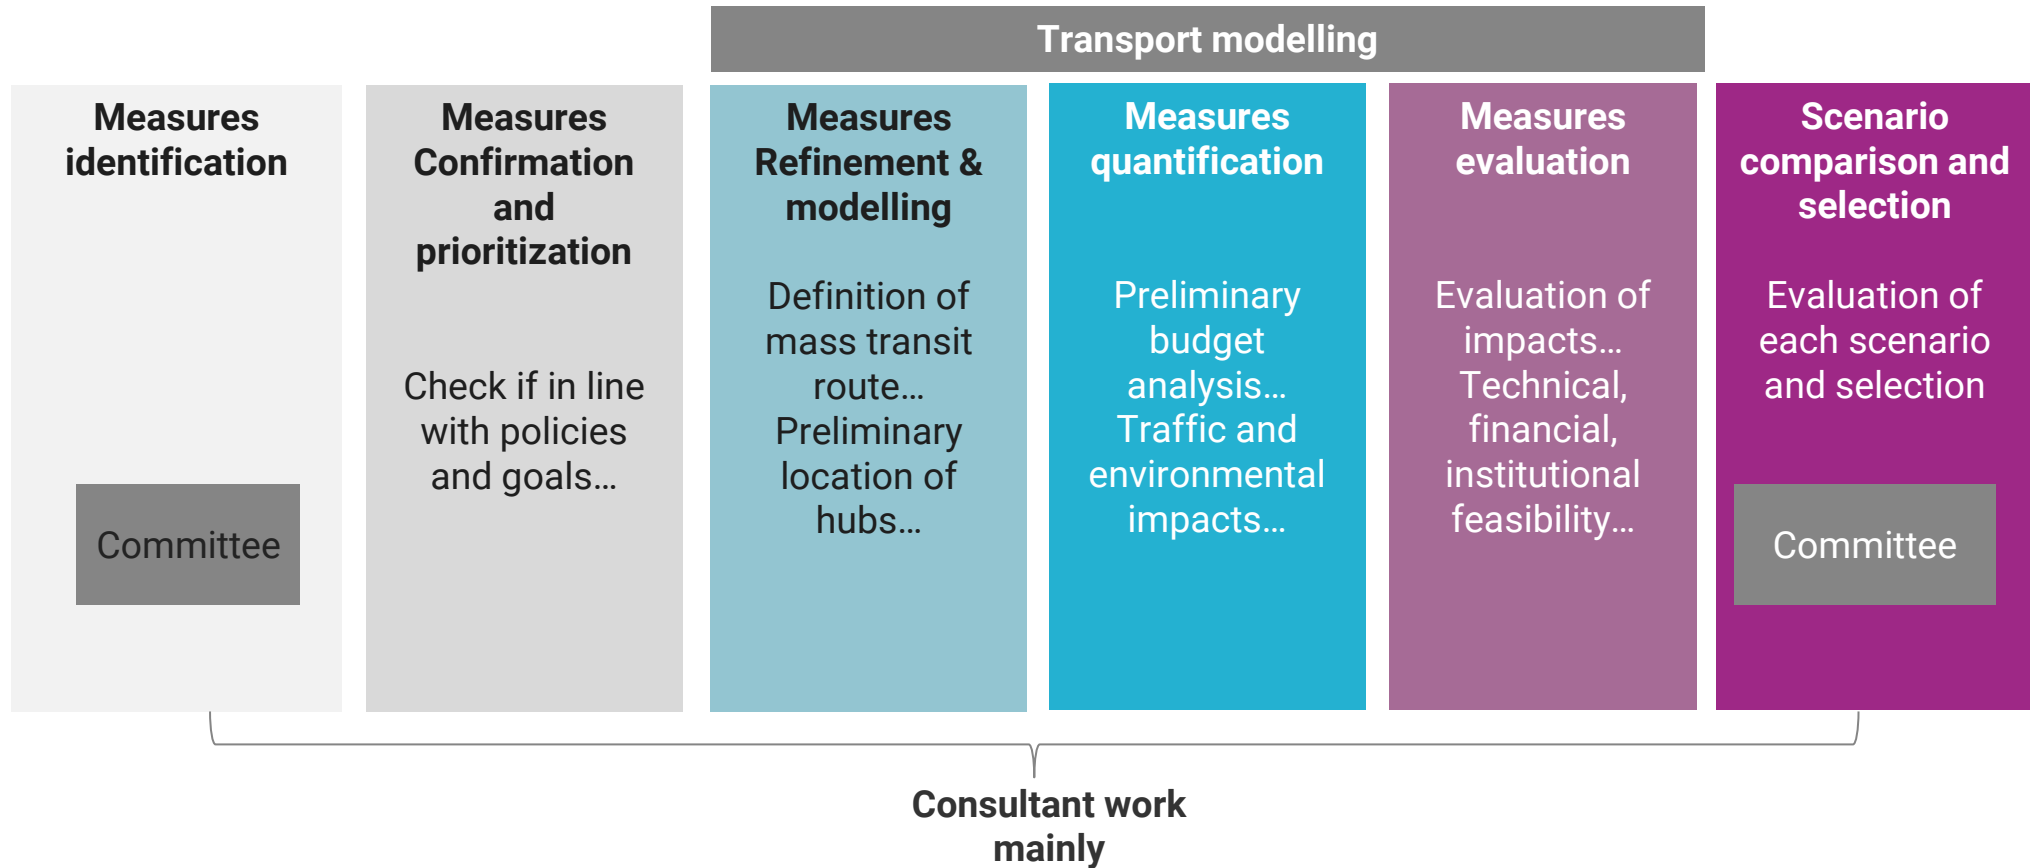 Transport modelling
Measures
identification
Committee
Measures
Confirmation
and
prioritization
Check if in line
with policies
and goals…
Measures
Refinement &
modelling
Definition of
mass transit
route…
Preliminary
location of
hubs…
Measures
quantification
Preliminary
budget
analysis…
Traffic and
environmental
impacts…
Measures
evaluation
Evaluation of
impacts…
Technical,
financial,
institutional
feasibility…
Scenario
comparison and
selection
Evaluation of
each scenario
and selection
Committee
Consultant work
mainly